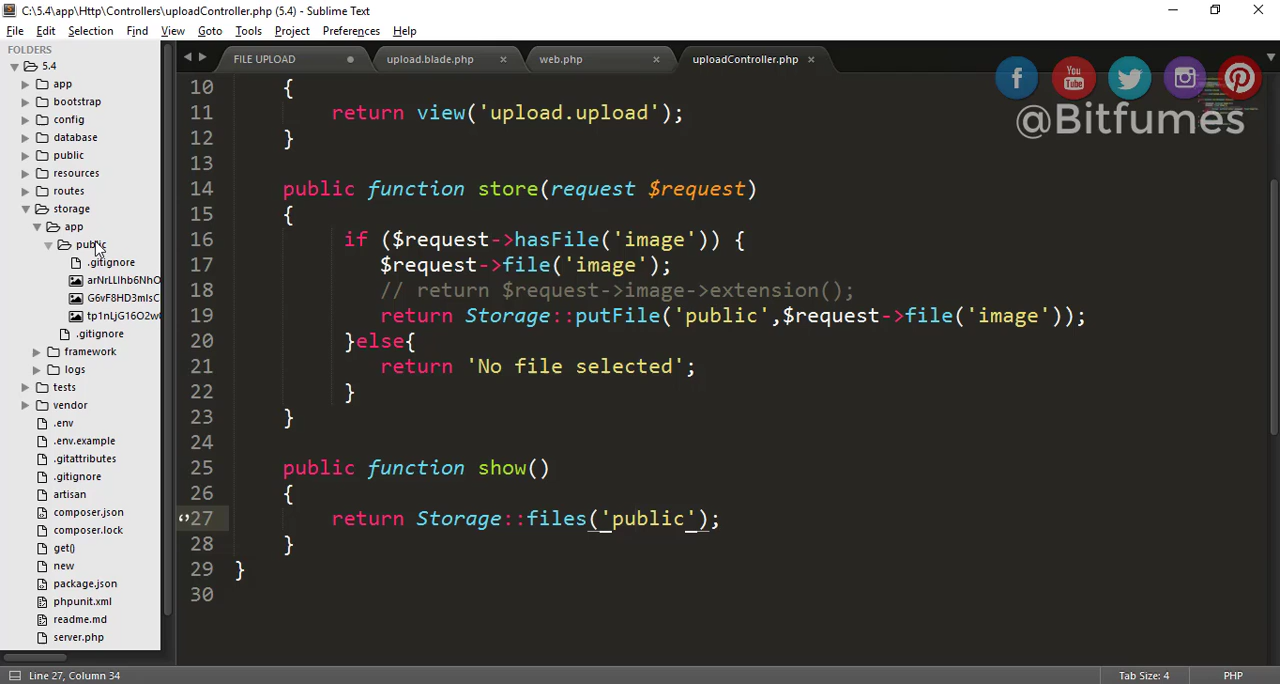 C:\5.4\app\Http\Controllers\uploadController.php (5.4) - Sublime Text
File Edit Selection Find View Goto Tools Project Preferences Help
FOLDERS
5.4
app
bootstrap
config
database
public
resources
routes
storage
app
public
.gitignore
arNrLLlhb6NhO
G6vF8HD3mIsC
tp1nLjG16O2w
.gitignore
framework
logs
tests
vendor
.env
.env.example
.gitattributes
.gitignore
artisan
composer.json
composer.lock
get()
new
package.json
phpunit.xml
readme.md
server.php
FILE UPLOAD upload.blade.php web.php uploadController.php
You Tube
@Bitfumes
10 {
11 return view('upload.upload');
12 }
13
14 public function store(request $request)
15 {
16 if ($request->hasFile('image')) {
17 $request->file('image');
18 // return $request->image->extension();
19 return Storage::putFile('public',$request->file('image'));
20 }else{
21 return 'No file selected';
22 }
23 }
24
25 public function show()
26 {
27 return Storage::files('public');
28 }
29 }
30
Line 27, Column 34 Tab Size: 4 PHP